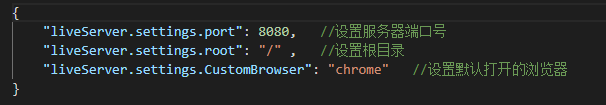 {
"liveServer.settings.port": 8080,   //设置服务器端口号
"liveServer.settings.root": "/" ,   //设置根目录
"liveServer.settings.CustomBrowser": "chrome"   //设置默认打开的浏览器
}